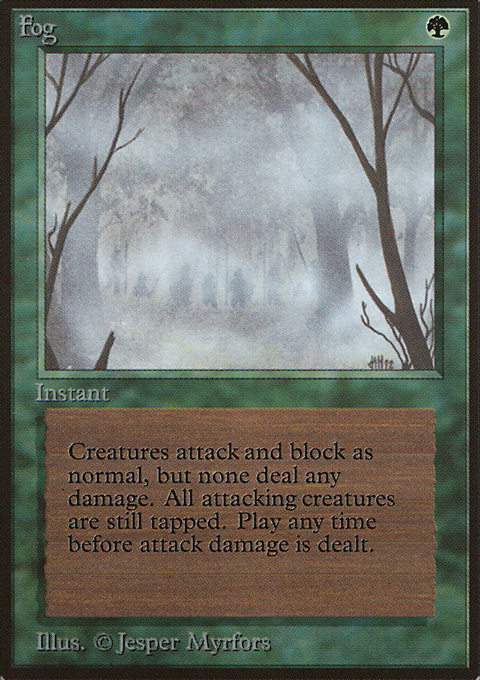 Fog
Instant
Creatures attack and block as
normal, but none deal any
damage. All attacking creatures
are still tapped. Play any time
before attack damage is dealt.
Illus. © Jesper Myrfors